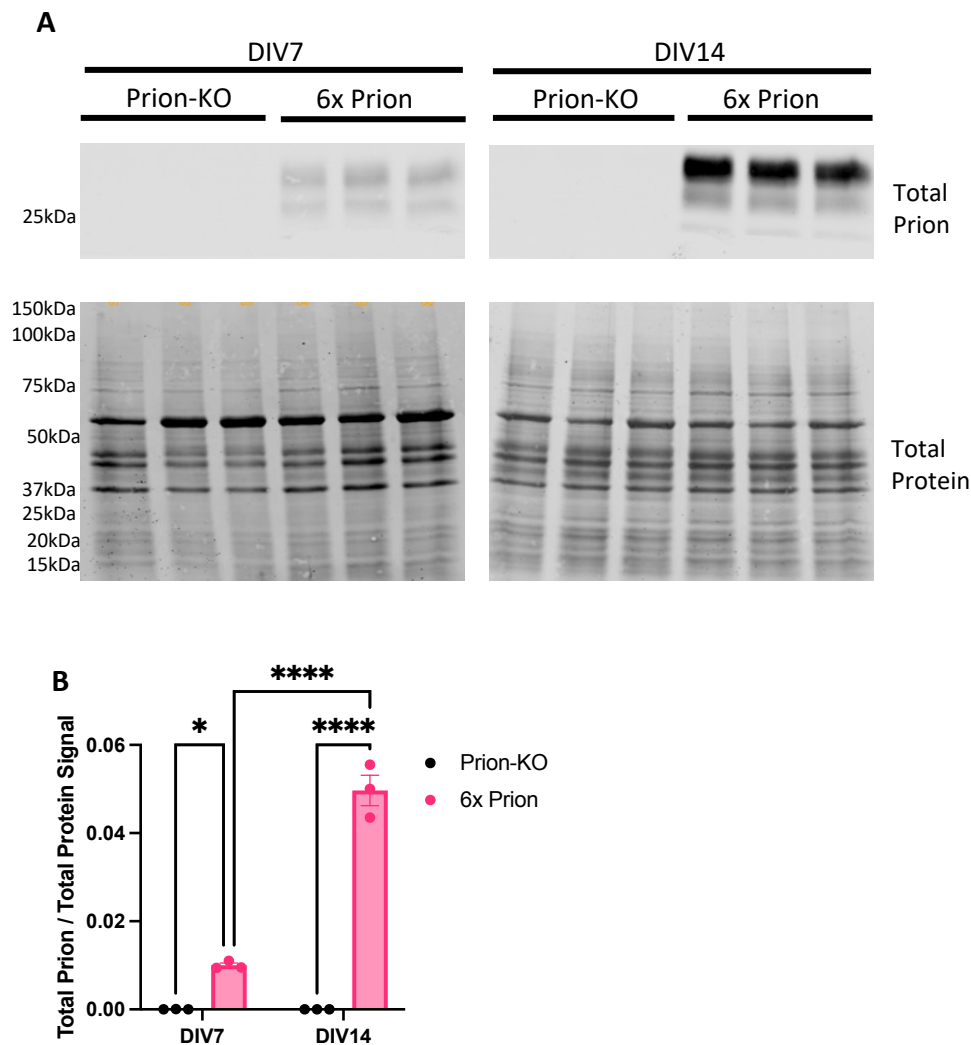 A
DIV7
DIV14
Prion-KO
6x Prion
Prion-KO
6x Prion
25kDa
Total
Prion
150kDa
100kDa
75kDa
50kDa
37kDa
25kDa
20kDa
15kDa
Total
Protein
B
****
*
****
Total Prion / Total Protein Signal
0.06
0.04
0.02
0.00
DIV7
DIV14
Prion-KO
6x Prion